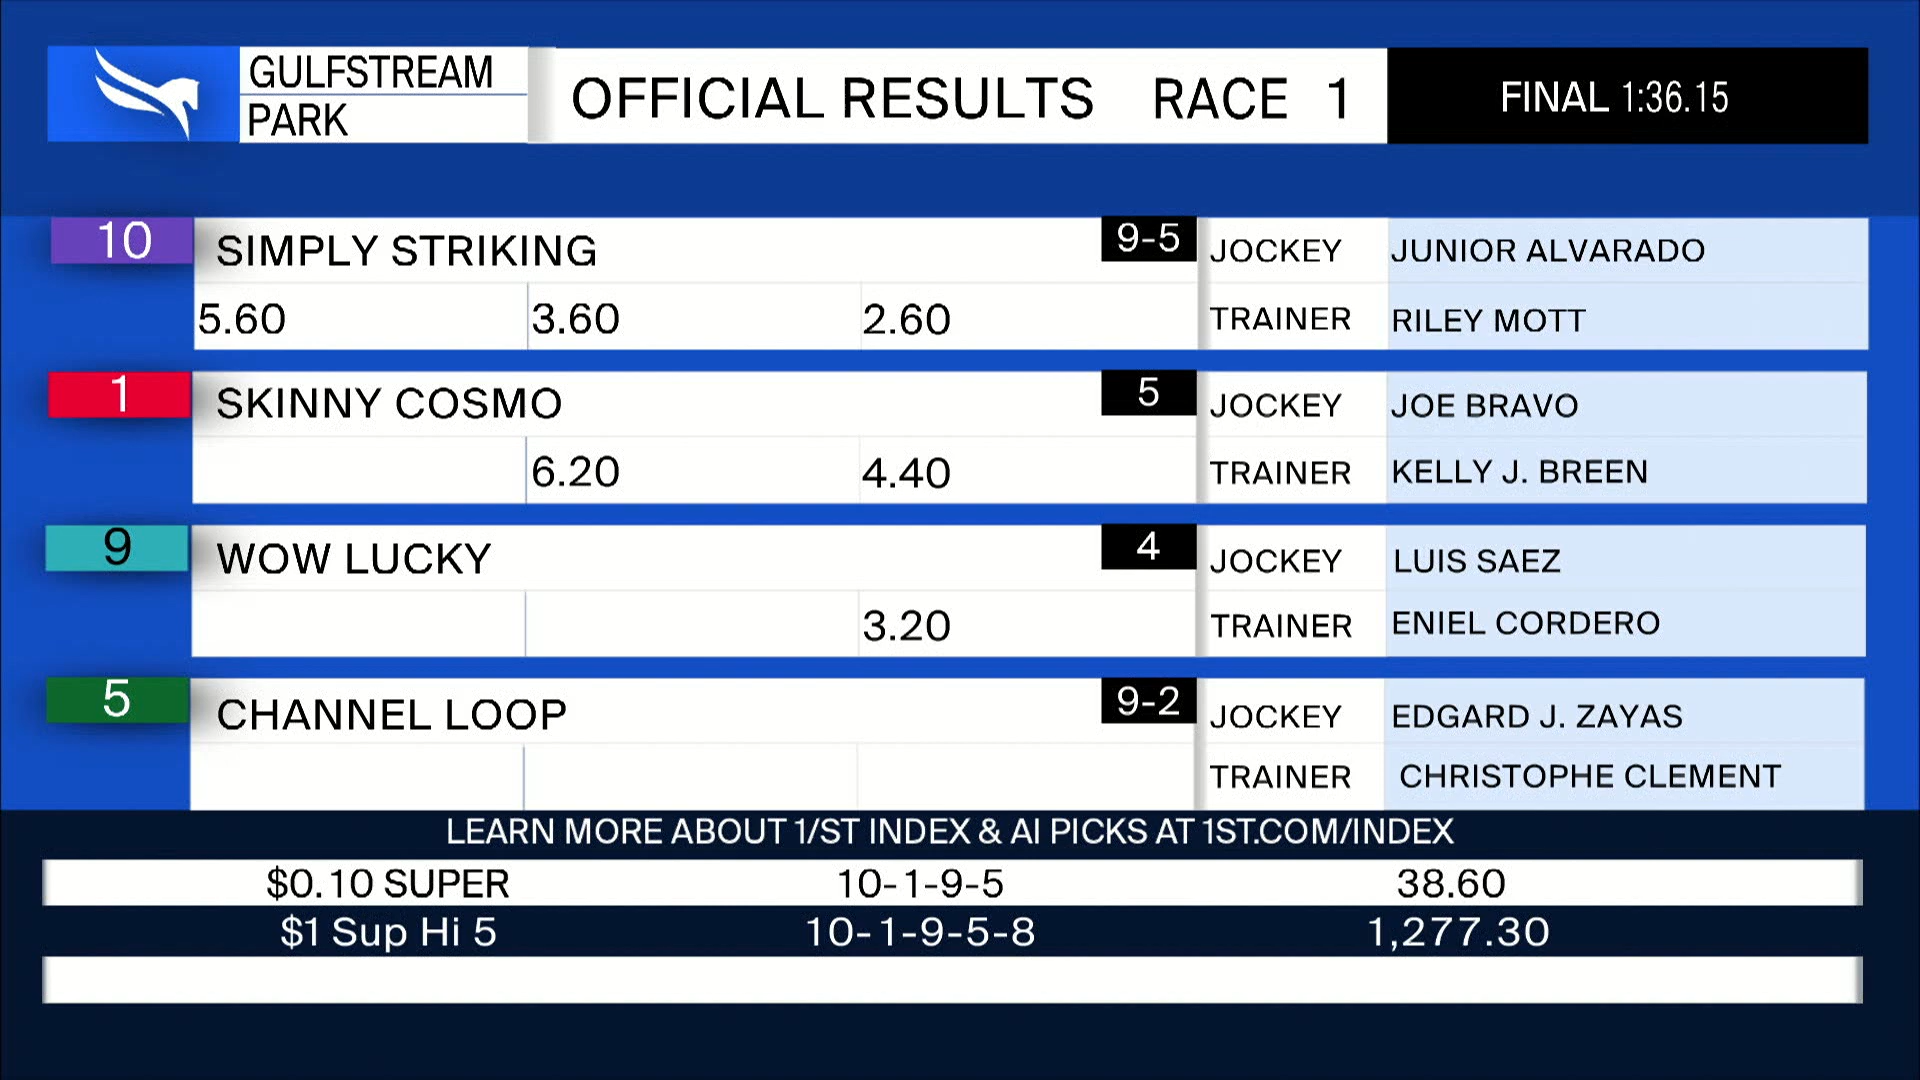 GULFSTREAM
PARK
OFFICIAL RESULTS RACE 1
FINAL 1:36.15
10 SIMPLY STRIKING 9-5 JOCKEY JUNIOR ALVARADO
5.60 3.60 2.60 TRAINER RILEY MOTT
1 SKINNY COSMO 5 JOCKEY JOE BRAVO
6.20 4.40 TRAINER KELLY J. BREEN
9 WOW LUCKY 4 JOCKEY LUIS SAEZ
3.20 TRAINER ENIEL CORDERO
5 CHANNEL LOOP 9-2 JOCKEY EDGARD J. ZAYAS
TRAINER CHRISTOPHE CLEMENT
LEARN MORE ABOUT 1/ST INDEX & AI PICKS AT 1ST.COM/INDEX
$0.10 SUPER 10-1-9-5 38.60
$1 Sup Hi 5 10-1-9-5-8 1,277.30